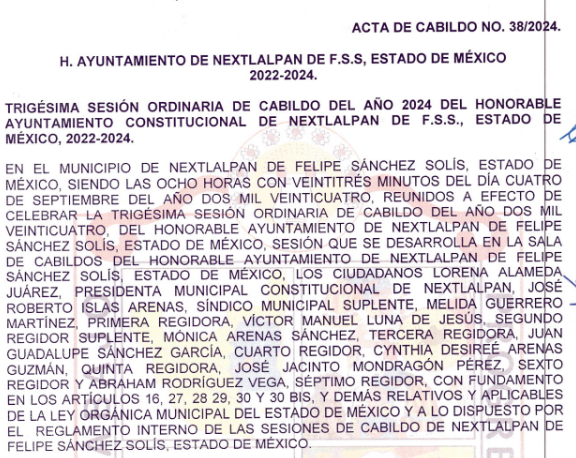 ACTA DE CABILDO NO. 38/2024.
H. AYUNTAMIENTO DE NEXTLALPAN DE F.S.S, ESTADO DE MÉXICO
2022-2024.
TRIGÉSIMA SESIÓN ORDINARIA DE CABILDO DEL AÑO 2024 DEL HONORABLE
AYUNTAMIENTO CONSTITUCIONAL DE NEXTLALPAN DE F.S.S., ESTADO DE
MÉXICO, 2022-2024.
EN EL MUNICIPIO DE NEXTLALPAN DE FELIPE SÁNCHEZ SOLÍS, ESTADO DE
MÉXICO, SIENDO LAS OCHO HORAS CON VEINTITRÉS MINUTOS DEL DÍA CUATRO
DE SEPTIEMBRE DEL AÑO DOS MIL VEINTICUATRO, REUNIDOS A EFECTO DE
CELEBRAR LA TRIGÉSIMA SESIÓN ORDINARIA DE CABILDO DEL AÑO DOS MIL
VEINTICUATRO, DEL HONORABLE AYUNTAMIENTO DE NEXTLALPAN DE FELIPE
SÁNCHEZ SOLÍS, ESTADO DE MÉXICO, SESIÓN QUE SE DESARROLLA EN LA SALA
DE CABILDOS DEL HONORABLE AYUNTAMIENTO DE NEXTLALPAN DE FELIPE
SÁNCHEZ SOLÍS, ESTADO DE MÉXICO, LOS CIUDADANOS LORENA ALAMEDA
JUÁREZ, PRESIDENTA MUNICIPAL CONSTITUCIONAL DE NEXTLALPAN, JOSÉ
ROBERTO ISLAS ARENAS, SÍNDICO MUNICIPAL SUPLENTE, MELIDA GUERRERO
MARTÍNEZ, PRIMERA REGIDORA, VÍCTOR MANUEL LUNA DE JESÚS, SEGUNDO
REGIDOR SUPLENTE, MÓNICA ARENAS SÁNCHEZ, TERCERA REGIDORA, JUAN
GUADALUPE SÁNCHEZ GARCÍA, CUARTO REGIDOR, CYNTHIA DESIREÉ ARENAS
GUZMÁN, QUINTA REGIDORA, JOSÉ JACINTO MONDRAGÓN PÉREZ, SEXTO
REGIDOR Y ABRAHAM RODRÍGUEZ VEGA, SÉPTIMO REGIDOR, CON FUNDAMENTO
EN LOS ARTÍCULOS 16, 27, 28 29, 30 Y 30 BIS, Y DEMÁS RELATIVOS Y APLICABLES
DE LA LEY ORGÁNICA MUNICIPAL DEL ESTADO DE MÉXICO Y A LO DISPUESTO POR
EL REGLAMENTO INTERNO DE LAS SESIONES DE CABILDO DE NEXTLALPAN DE
FELIPE SÁNCHEZ SOLÍS, ESTADO DE MÉXICO.